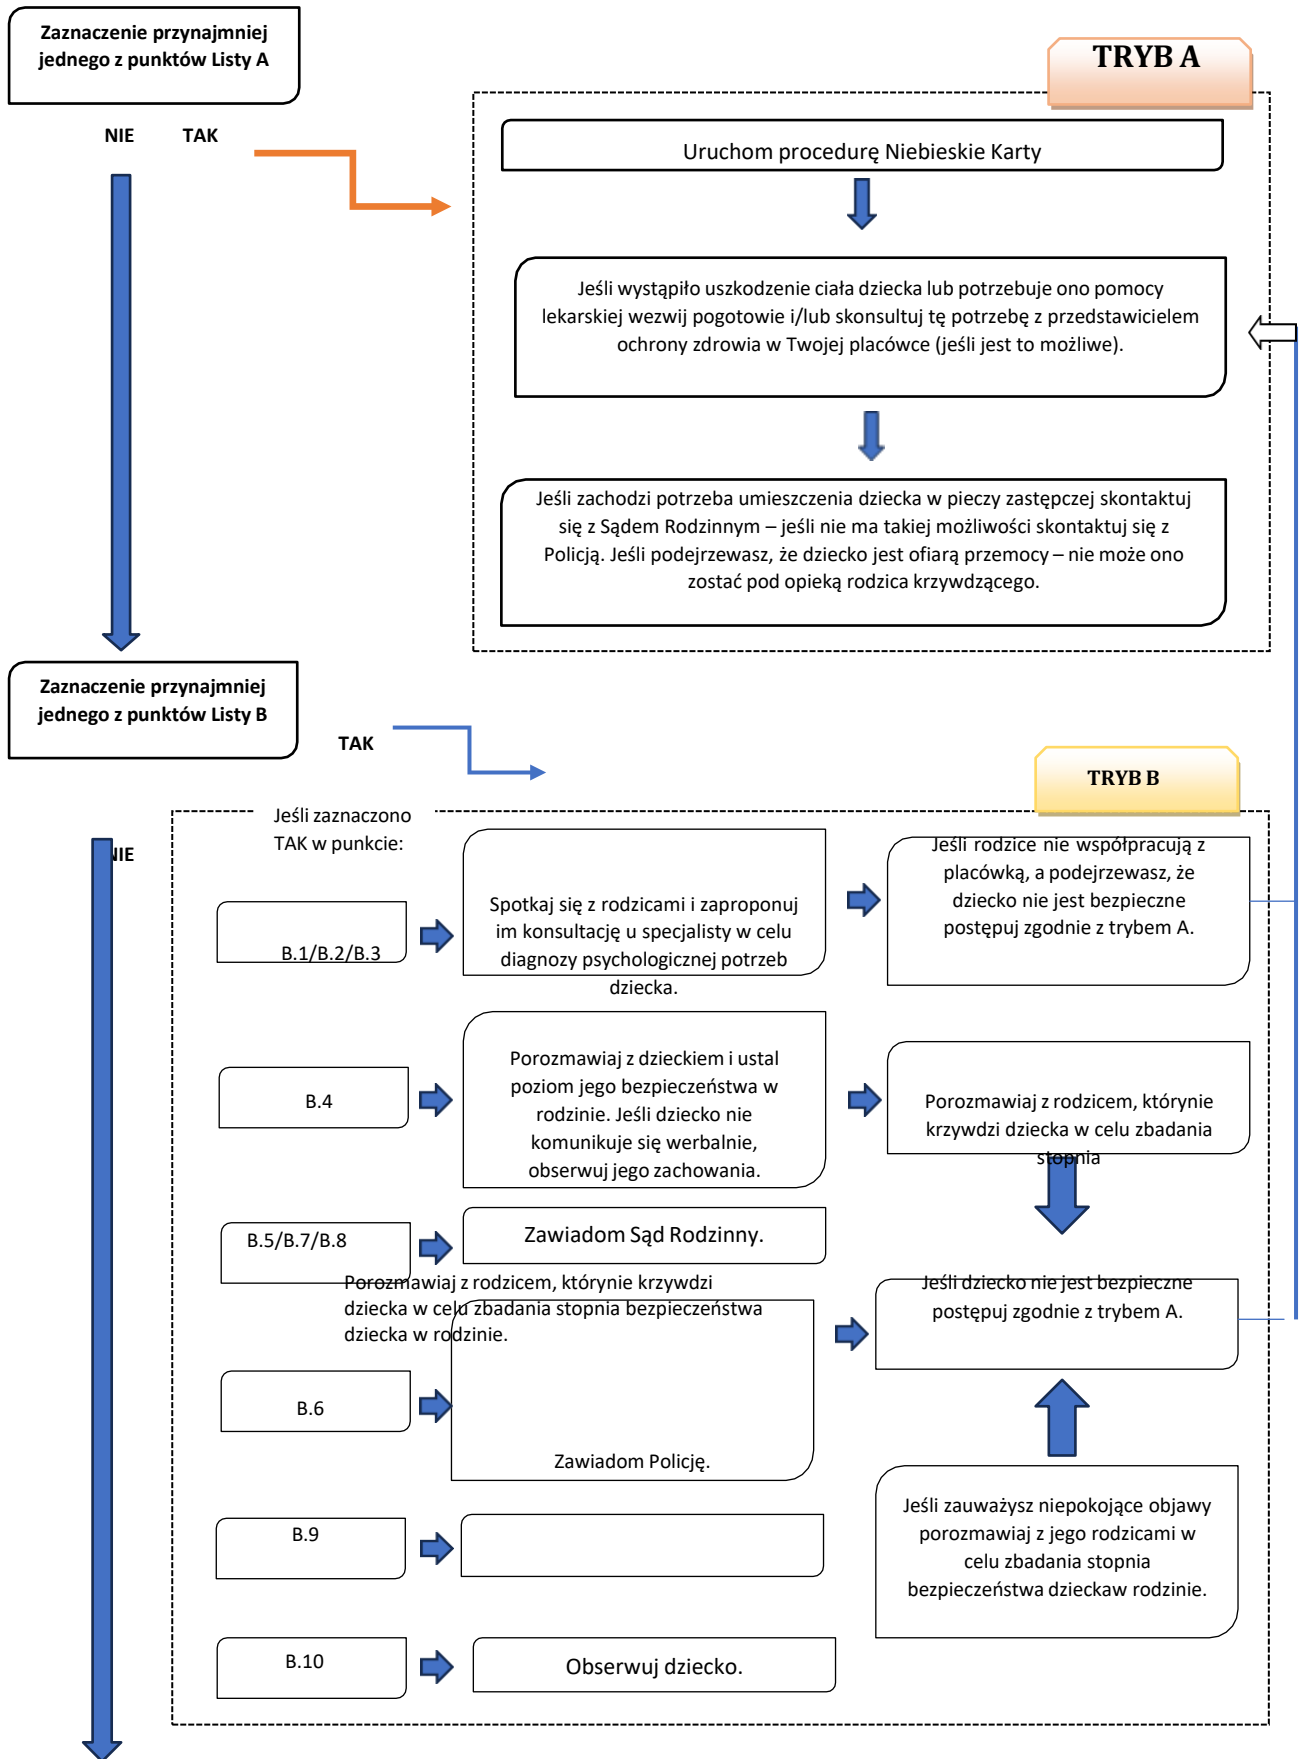 Zaznaczenie przynajmniej
jednego z punktów Listy A
NIE TAK
TRYB A
Uruchom procedurę Niebieskie Karty
Jeśli wystąpiło uszkodzenie ciała dziecka lub potrzebuje ono pomocy
lekarskiej wezwij pogotowie i/lub skonsultuj tę potrzebę z przedstawicielem
ochrony zdrowia w Twojej placówce (jeśli jest to możliwe).
Jeśli zachodzi potrzeba umieszczenia dziecka w pieczy zastępczej skontaktuj
się z Sądem Rodzinnym – jeśli nie ma takiej możliwości skontaktuj się z
Policją. Jeśli podejrzewasz, że dziecko jest ofiarą przemocy – nie może ono
zostać pod opieką rodzica krzywdzącego.
Zaznaczenie przynajmniej
jednego z punktów Listy B
TAK
TRYB B
NIE
Jeśli zaznaczono
TAK w punkcie:
B.1/B.2/B.3
Spotkaj się z rodzicami i zaproponuj
im konsultację u specjalisty w celu
diagnozy psychologicznej potrzeb
dziecka.
Jeśli rodzice nie współpracują z
placówką, a podejrzewasz, że
dziecko nie jest bezpieczne
postępuj zgodnie z trybem A.
B.4
Porozmawiaj z dzieckiem i ustal
poziom jego bezpieczeństwa w
rodzinie. Jeśli dziecko nie
komunikuje się werbalnie,
obserwuj jego zachowania.
Porozmawiaj z rodzicem, którynie
krzywdzi dziecka w celu zbadania
stopnia
B.5/B.7/B.8
Zawiadom Sąd Rodzinny.
Porozmawiaj z rodzicem, którynie krzywdzi
dziecka w celu zbadania stopnia bezpieczeństwa
dziecka w rodzinie.
Jeśli dziecko nie jest bezpieczne
postępuj zgodnie z trybem A.
B.6
Zawiadom Policję.
Jeśli zauważysz niepokojące objawy
porozmawiaj z jego rodzicami w
celu zbadania stopnia
bezpieczeństwa dzieckaw rodzinie.
B.9
B.10
Obserwuj dziecko.